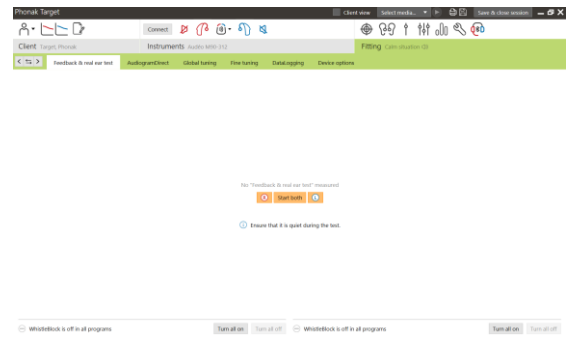 Phonak Target
Client view Select media... Save & close session
Connect
Client Target, Phonak Instruments Audéo M90-312 Fitting Calm situation (3)
Feedback & real ear test AudiogramDirect Global tuning Fine tuning DataLogging Device options
No "Feedback & real ear test" measured
Start both
Ensure that it is quiet during the test.
WhistleBlock is off in all programs Turn all on Turn all off WhistleBlock is off in all programs Turn all on Turn all off